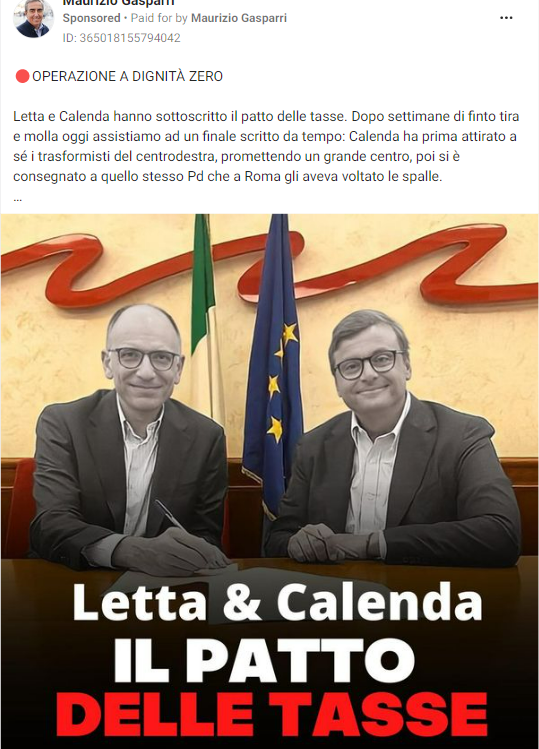 Maurizio Gasparri
Sponsored • Paid for by Maurizio Gasparri
ID: 365018155794042
OPERAZIONE A DIGNITÀ ZERO
Letta e Calenda hanno sottoscritto il patto delle tasse. Dopo settimane di finto tira
e molla oggi assistiamo ad un finale scritto da tempo: Calenda ha prima attirato a
sé i trasformisti del centrodestra, promettendo un grande centro, poi si è
consegnato a quello stesso Pd che a Roma gli aveva voltato le spalle.
...
Letta & Calenda
IL PATTO
DELLE TASSE